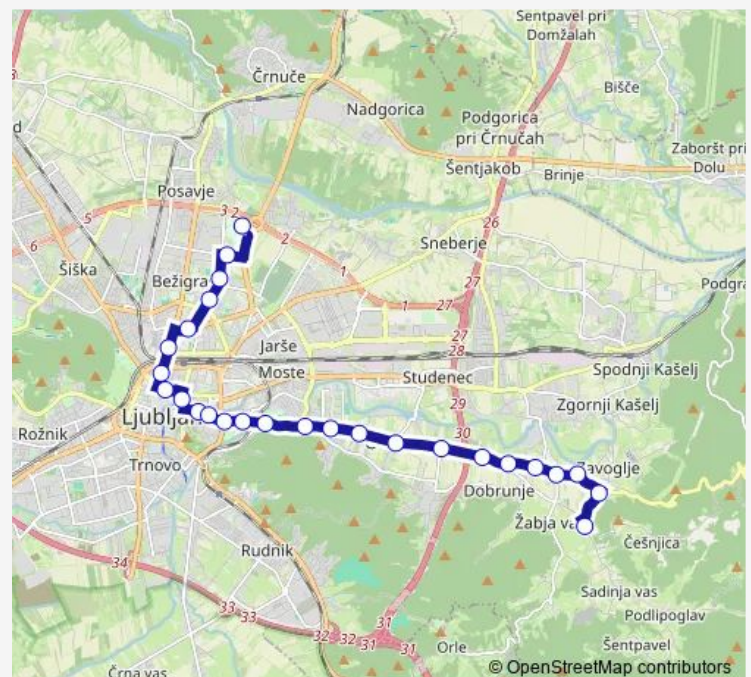 Šentpavel pri
Domžalah
Črnuče
Bišče
Nadgorica
Podgorica
pri Črnučah
Zaboršt pri
Dolu
Šentjakob
Brinje
Posavje
3 2
5
2
26
6
Sneberje
Šiška
1
27
Bežigra
Podgra
1
27
27
Jarše
28
Moste
Studenec
Spodnji Kašelj
29
Zgornji Kašelj
Ljubljan
Rožnik
30
Trnovo
Zavoglje
Dobrunje
Žabja va
Češnjica
Rudnik
34
Sadinja vas
Podlipoglav
33
33
31
32
32
31
31
Orle
Šentpavel
Črna vas
© OpenStreetMap contributors